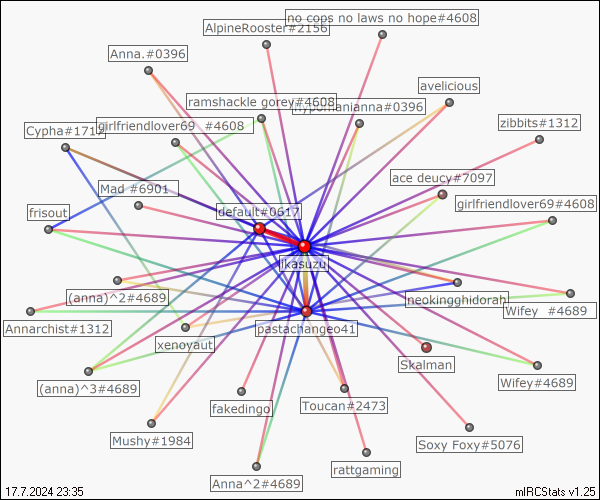 no cops no laws no hope#4608
AlpineRooster#2156
Anna.#0396
avelicious
ramshackle gorey#4608
hypomanianna#0396
zibbits#1312
girlfriendlover69 #4608
Cypha#1717
ace deucy#7097
Mad #6901
girlfriendlover69#4608
frisout
default#0617
jkasuzu
(anna)^2#4689
neokingghidorah
Annarchist#1312
Wifey #4689
pastachangeo41
xenoyaut
Skalman
(anna)^3#4689
Wifey#4689
fakedingo
Toucan#2473
Mushy#1984
Soxy Foxy#5076
rattgaming
Anna^2#4689
17.7.2024 23:35
mIRCStats v1.25